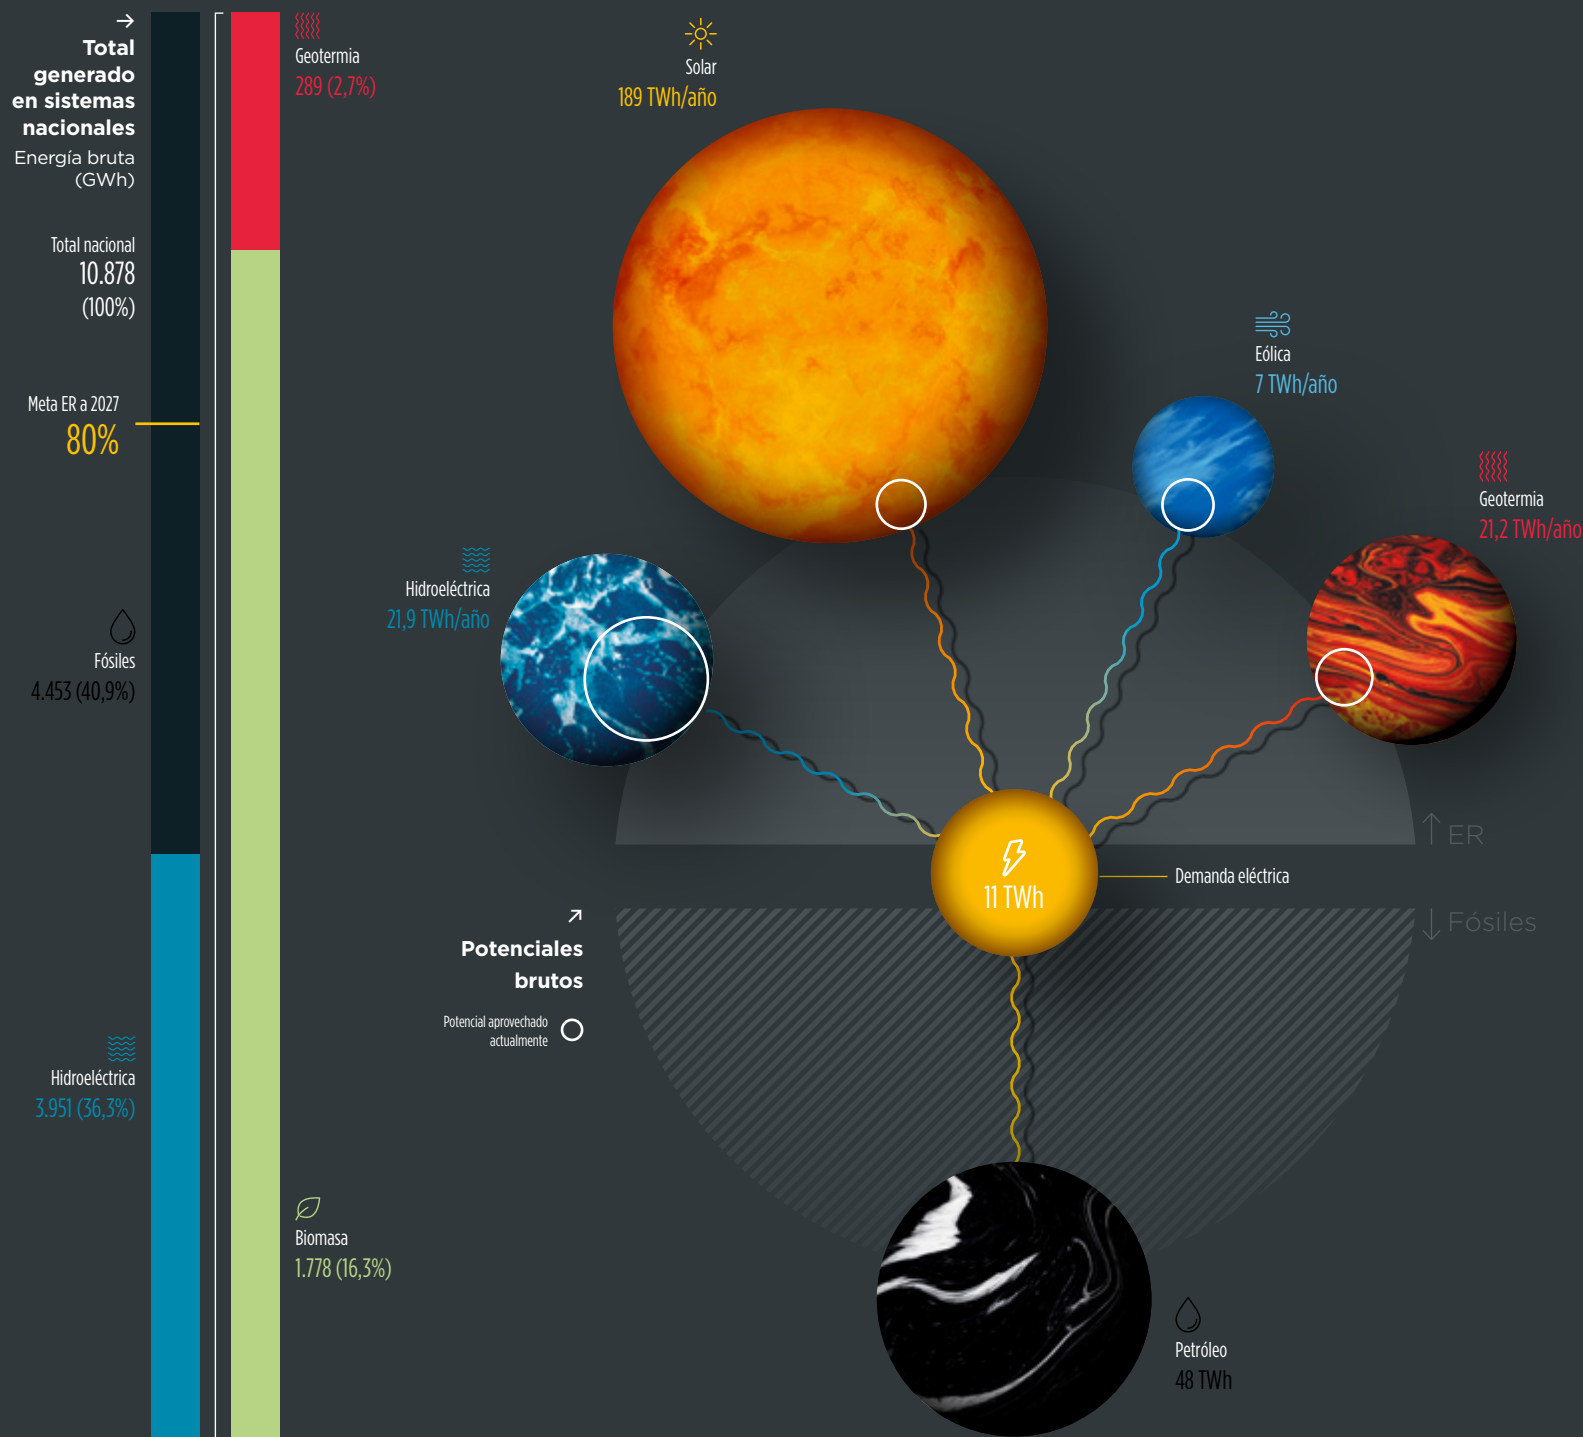 Total
generado
en sistemas
nacionales
Energía bruta
(GWh)
Total nacional
10.878
(100%)
Meta ER a 2027
80%
Fósiles
4.453 (40,9%)
Hidroeléctrica
3.951 (36,3%)
Geotermia
289 (2,7%)
Biomasa
1.778 (16,3%)
Solar
189 TWh/año
Eólica
7 TWh/año
Geotermia
21,2 TWh/año
Hidroeléctrica
21,9 TWh/año
↑ ER
11 TWh
Demanda eléctrica
↓ Fósiles
Potenciales
brutos
Potencial aprovechado
actualmente
Petróleo
48 TWh